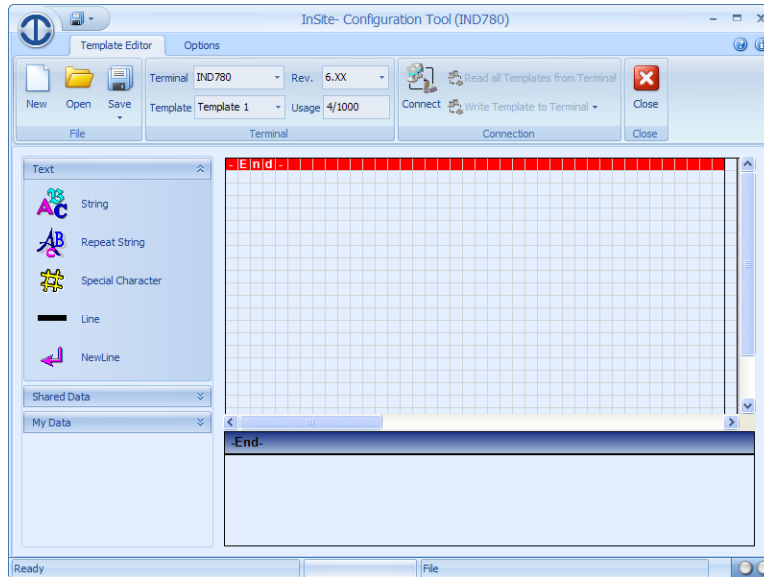 InSite- Configuration Tool (IND780)
Template Editor Options
New Open Save
File
Terminal IND780 Rev. 6.XX
Template Template 1 Usage 4/1000
Terminal
Connect Read all Templates from Terminal
Write Template to Terminal
Connection
Close
Close
Text
String
Repeat String
Special Character
Line
NewLine
Shared Data
My Data
-End-
-End-
Ready File